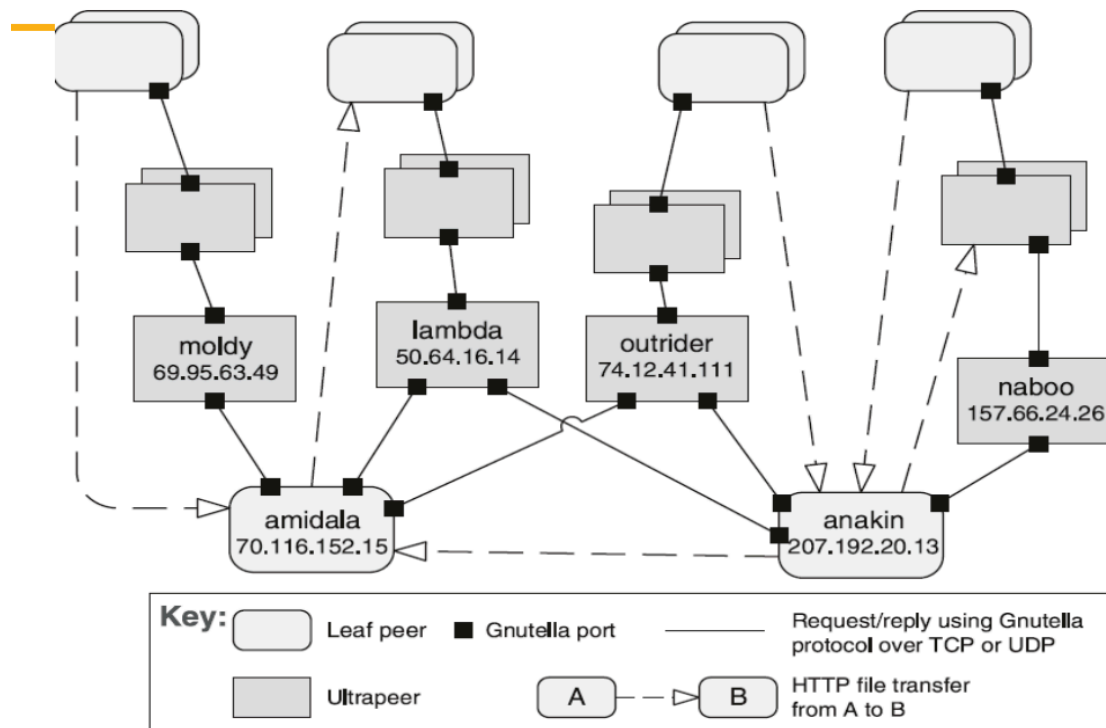 moldy
69.95.63.49
lambda
50.64.16.14
outrider
74.12.41.111
naboo
157.66.24.26
amidala
70.116.152.15
anakin
207.192.20.13
Key:
Leaf peer
Gnutella port
Request/reply using Gnutella
protocol over TCP or UDP
Ultrapeer
A
B
HTTP file transfer
from A to B